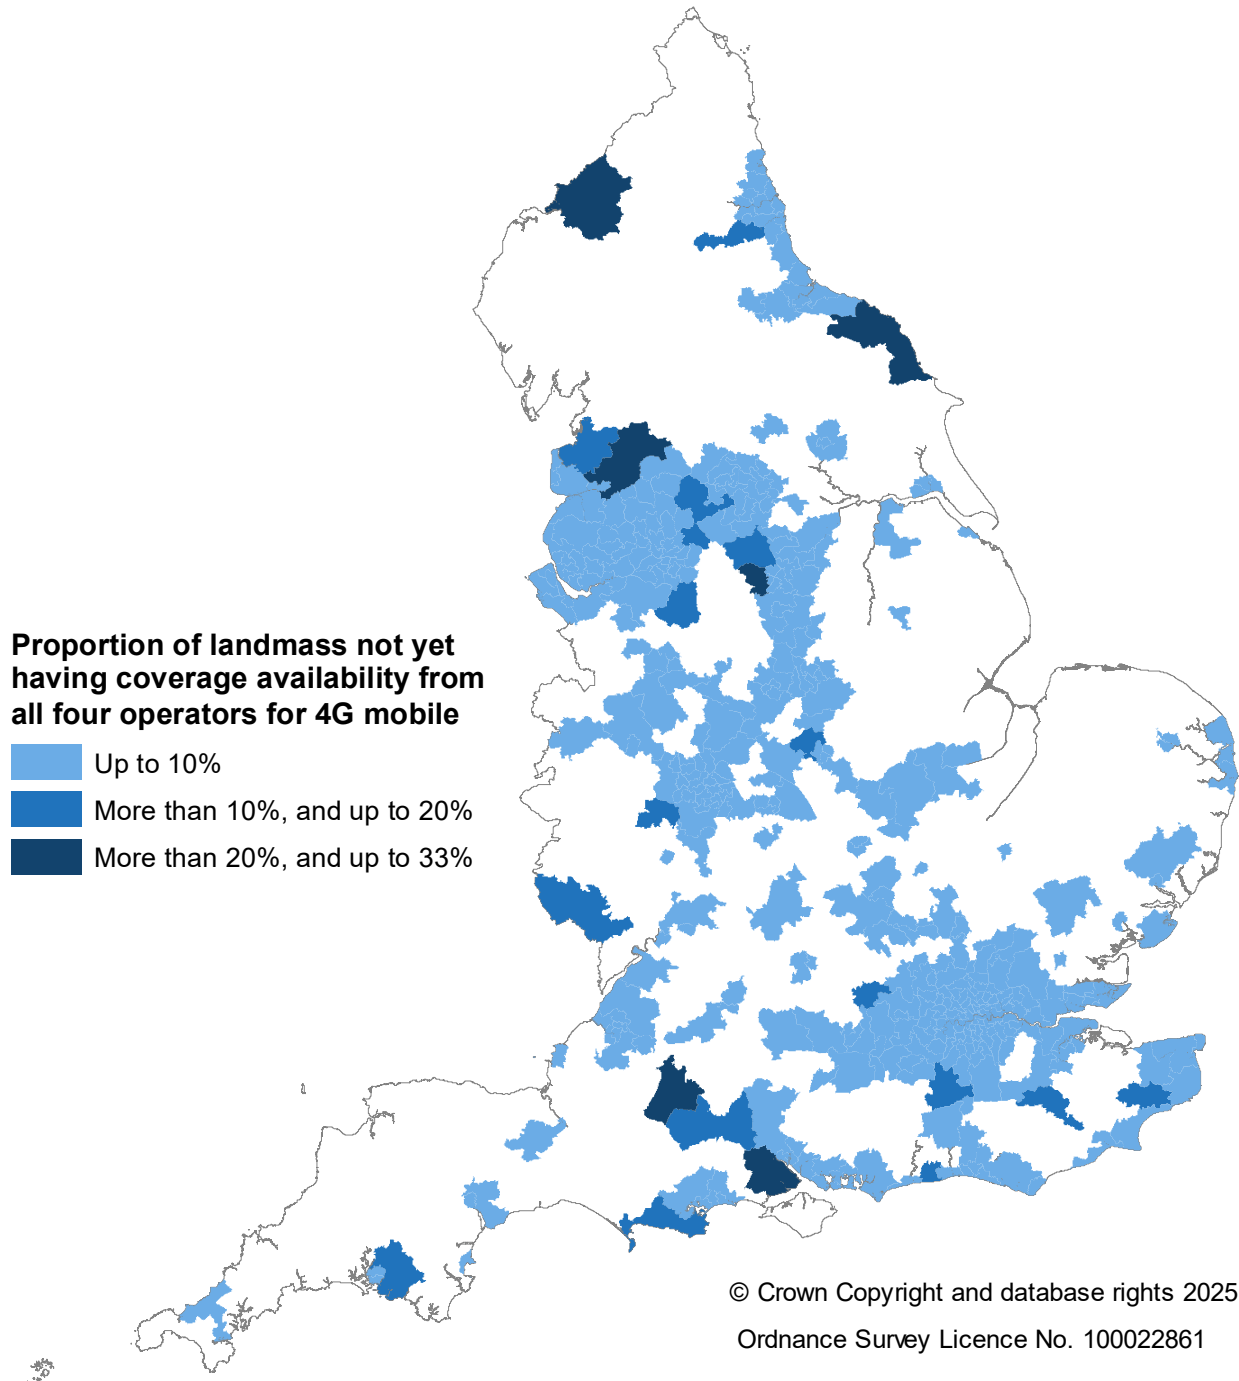 Proportion of landmass not yet
having coverage availability from
all four operators for 4G mobile
Up to 10%
More than 10%, and up to 20%
More than 20%, and up to 33%
© Crown Copyright and database rights 2025
Ordnance Survey Licence No. 100022861